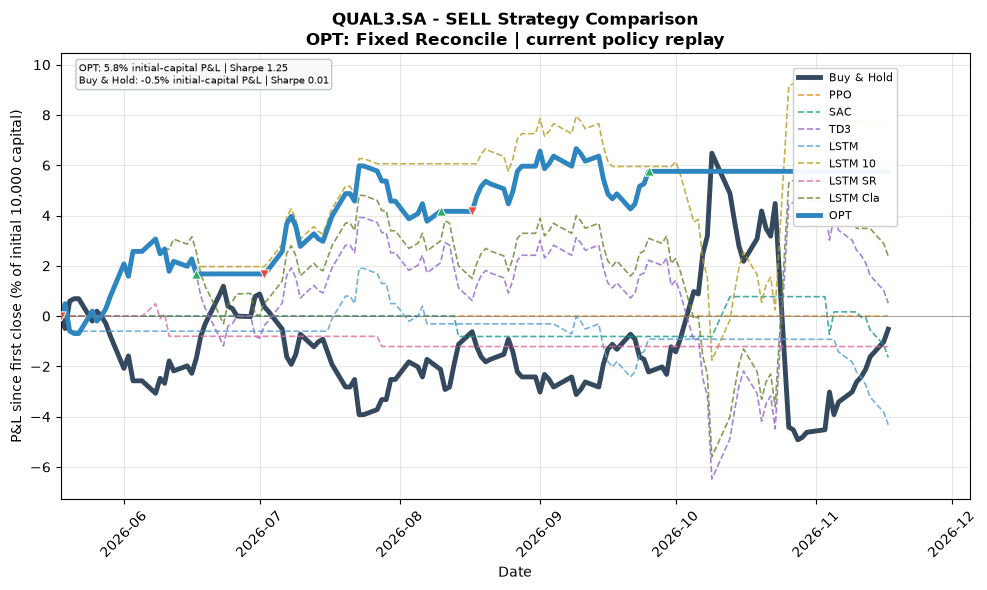 QUAL3.SA - SELL Strategy Comparison
OPT: Fixed Reconcile | current policy replay
OPT: 5.8% initial-capital P&L | Sharpe 1.25
Buy & Hold: -0.5% initial-capital P&L | Sharpe 0.01
Buy & Hold
PPO
SAC
TD3
LSTM
LSTM 10
LSTM SR
LSTM Cla
OPT
P&L since first close (% of initial 10,000 capital)
10
8
6
4
2
0
−2
−4
−6
2026-06
2026-07
2026-08
2026-09
2026-10
2026-11
2026-12
Date